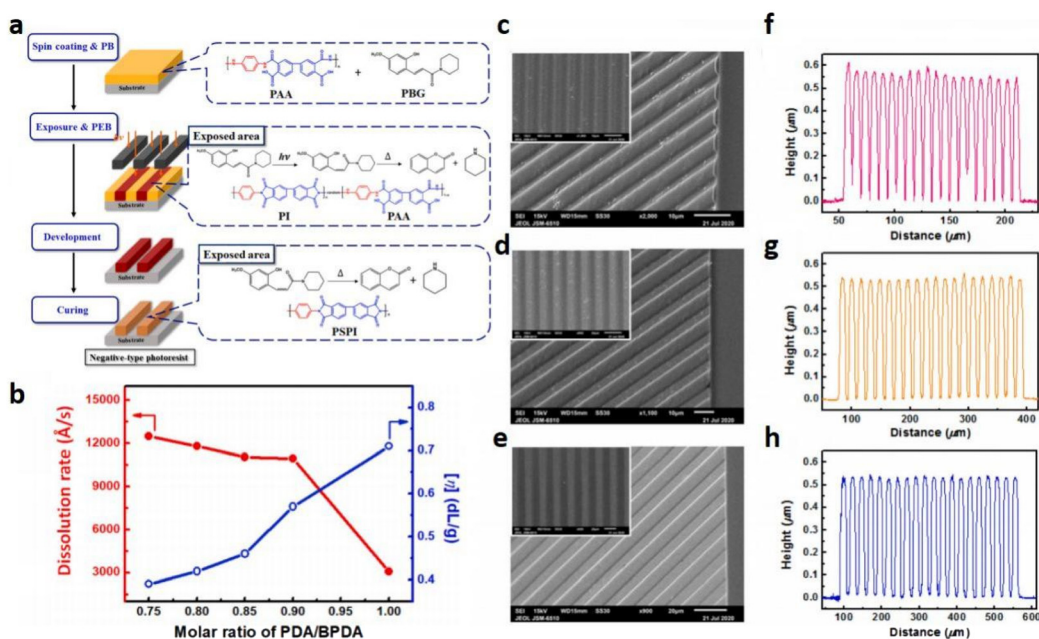 a
Spin coating & PB
Substrate
PAA
+
PBG
Exposure & PEB
hv
Exposed area
hν
Δ
+
PI
PAA
Substrate
Development
Substrate
Exposed area
Curing
Δ
+
PSPI
Substrate
Negative-type photoresist
b
Dissolution rate (Å/s)
15000
12000
9000
6000
3000
0.8
0.7
0.6
0.5
0.4
[η] (dL/g)
0.75 0.80 0.85 0.90 0.95 1.00
Molar ratio of PDA/BPDA
c
SEI 15kV WD15mm SS30 x2,000 10µm
JEOL JSM-6510 21 Jul 2020
d
SEI 15kV WD15mm SS30 x1,100 10µm
JEOL JSM-6510 21 Jul 2020
e
SEI 15kV WD15mm SS30 x900 20µm
JEOL JSM-6510 21 Jul 2020
f
Height (µm)
0.6
0.5
0.4
0.3
0.2
0.1
0.0
50 100 150 200
Distance (µm)
g
Height (µm)
0.6
0.5
0.4
0.3
0.2
0.1
0.0
100 200 300 400
Distance (µm)
h
Height (µm)
0.6
0.5
0.4
0.3
0.2
0.1
0.0
100 200 300 400 500 600
Distance (µm)